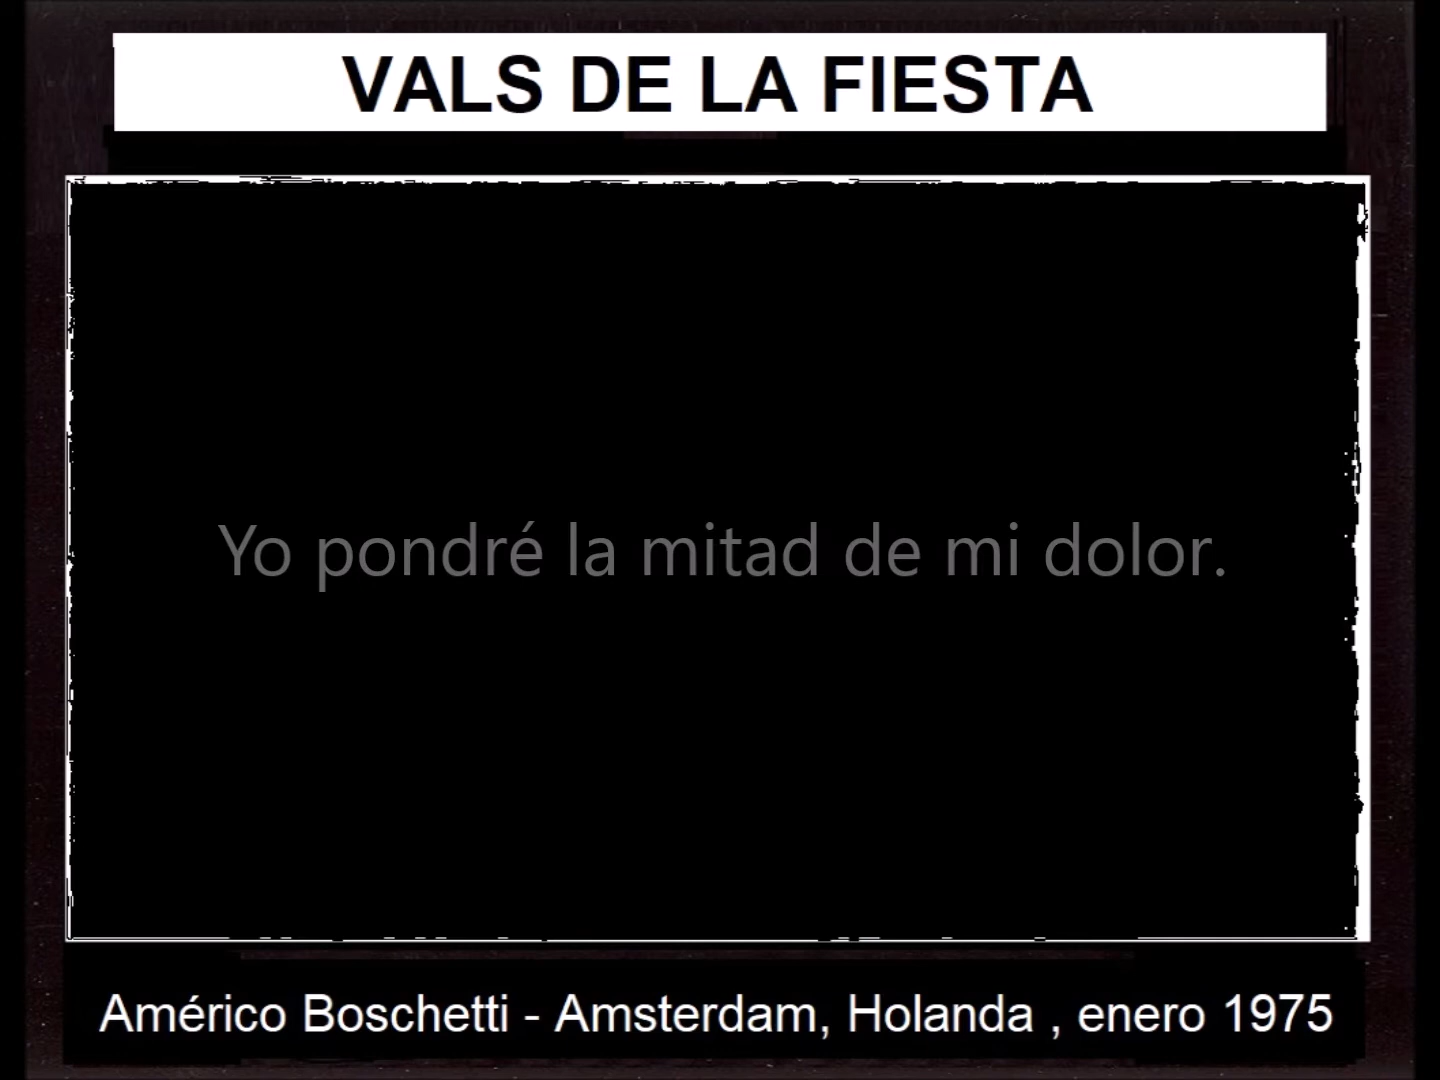 VALS DE LA FIESTA
Yo pondré la mitad de mi dolor.
Américo Boschetti - Amsterdam, Holanda , enero 1975